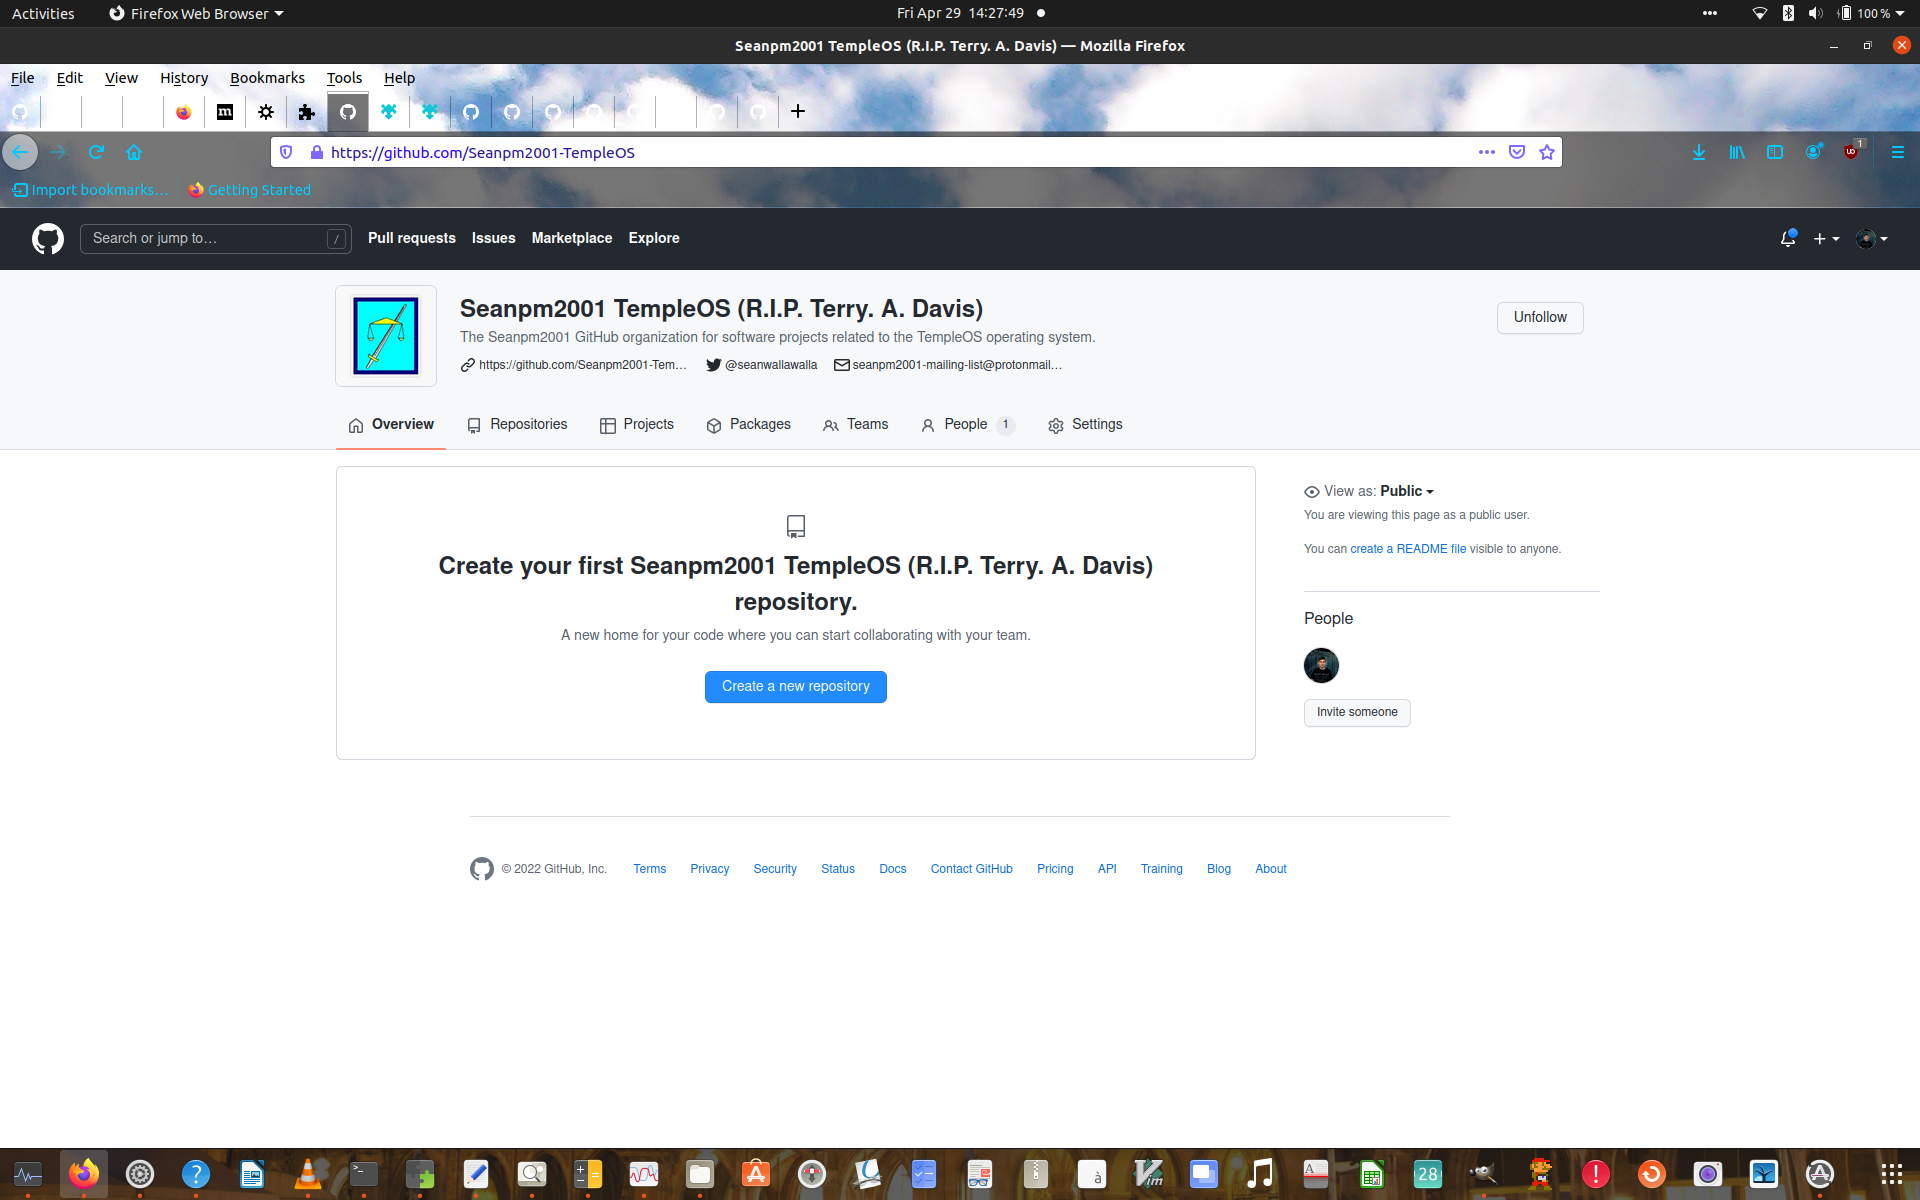 Activities Firefox Web Browser Fri Apr 29 14:27:49 100 %
Seanpm2001 TempleOS (R.I.P. Terry. A. Davis) — Mozilla Firefox
File Edit View History Bookmarks Tools Help
https://github.com/Seanpm2001-TempleOS
1
Import bookmarks… Getting Started
Search or jump to… / Pull requests Issues Marketplace Explore
Seanpm2001 TempleOS (R.I.P. Terry. A. Davis)
Unfollow
The Seanpm2001 GitHub organization for software projects related to the TempleOS operating system.
https://github.com/Seanpm2001-Tem… @seanwallawalla seanpm2001-mailing-list@protonmail…
Overview Repositories Projects Packages Teams People 1 Settings
View as: Public
You are viewing this page as a public user.
You can create a README file visible to anyone.
Create your first Seanpm2001 TempleOS (R.I.P. Terry. A. Davis)
repository.
A new home for your code where you can start collaborating with your team.
Create a new repository
People
Invite someone
© 2022 GitHub, Inc. Terms Privacy Security Status Docs Contact GitHub Pricing API Training Blog About
28